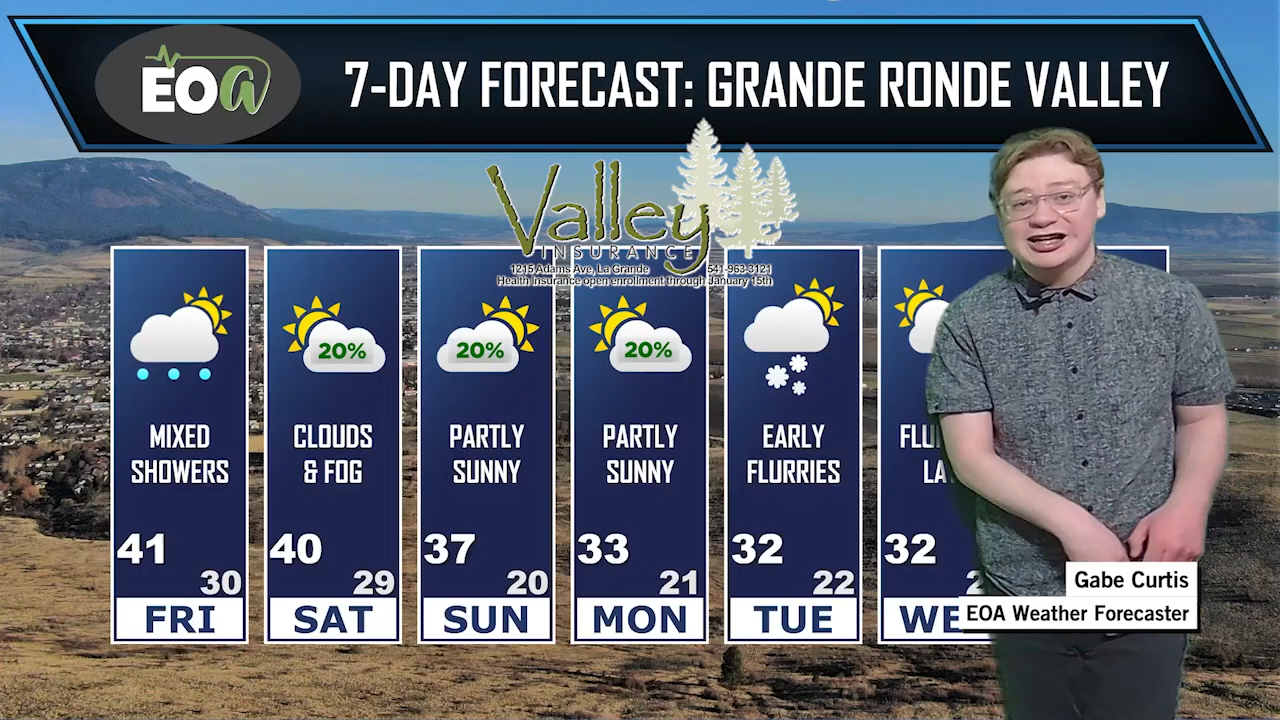 EOA
7-DAY FORECAST: GRANDE RONDE VALLEY
Valley
INSURANCE
1215 Adams Ave, La Grande 541-963-3121
Health Insurance open enrollment through January 15th
20% 20% 20%
MIXED SHOWERS
CLOUDS & FOG
PARTLY SUNNY
PARTLY SUNNY
EARLY FLURRIES
41 30
40 29
37 20
33 21
32 22
32
FRI SAT SUN MON TUE WE
Gabe Curtis
EOA Weather Forecaster